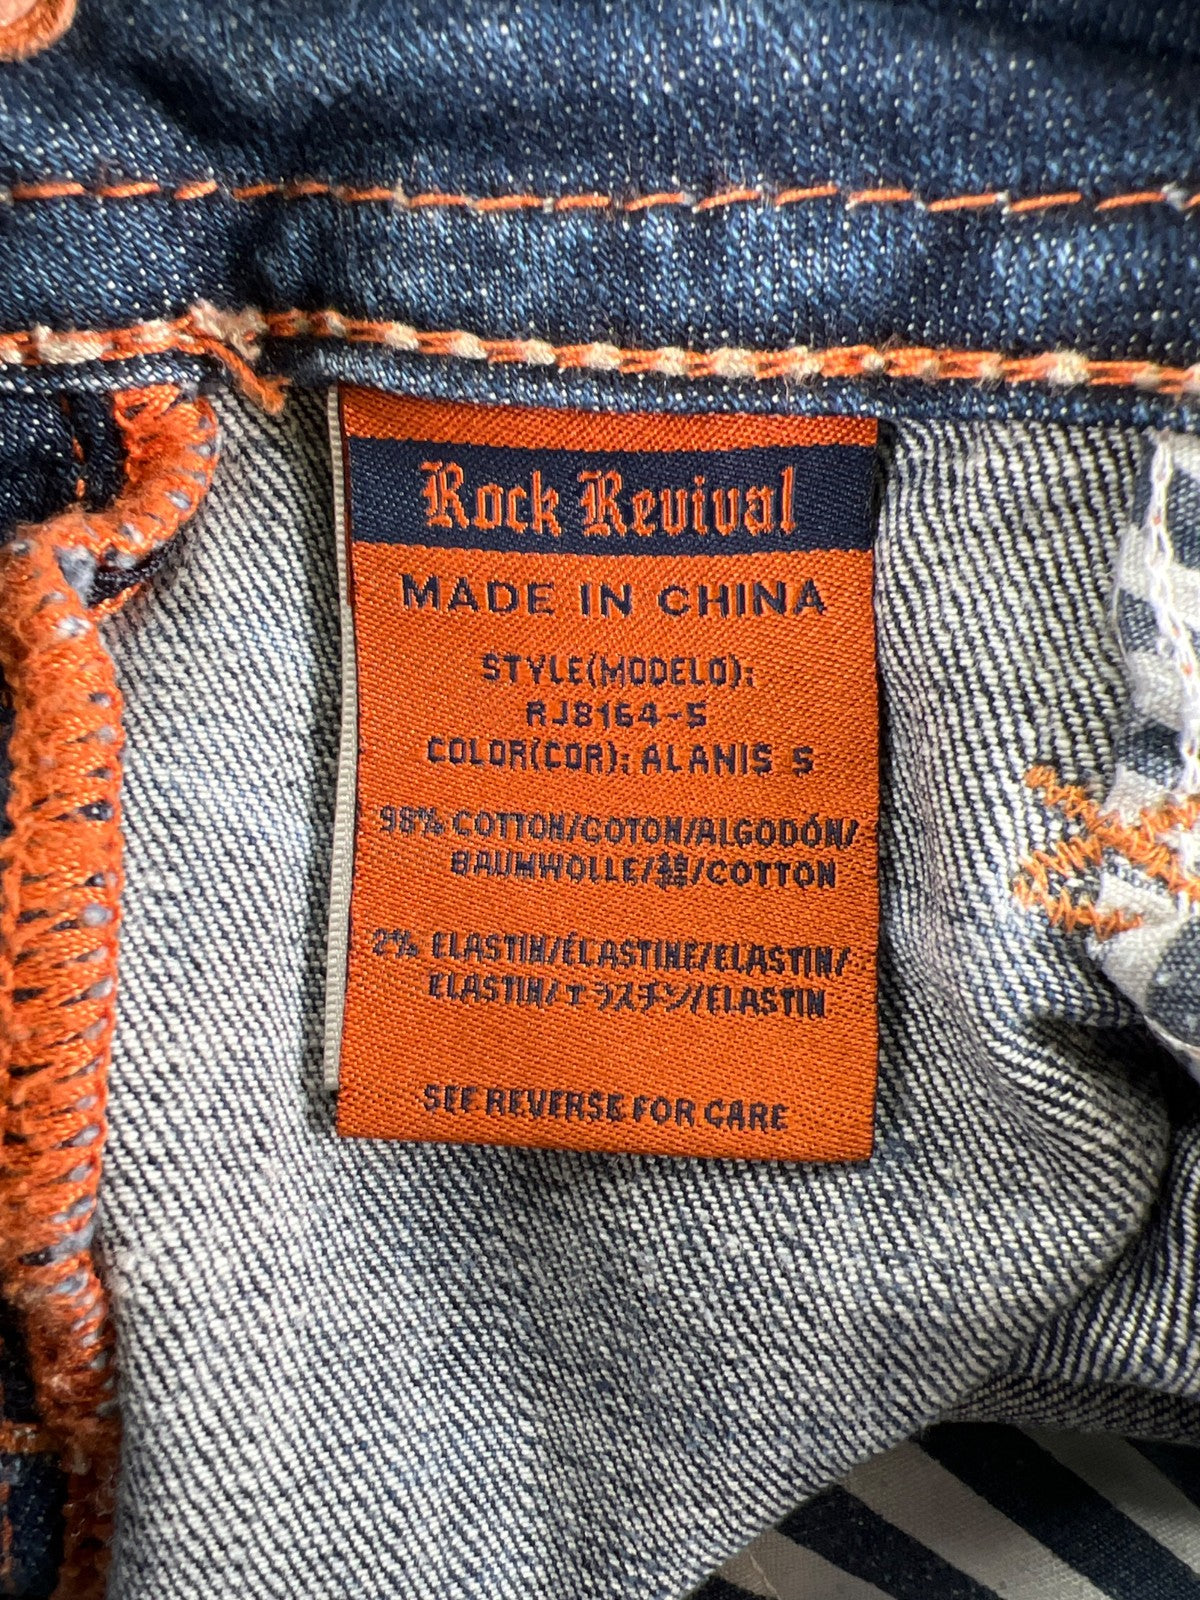 Rock Revival
MADE IN CHINA
STYLE(MODELO):
RJ8164-S
COLOR(COR): ALANIS S
98% COTTON/COTON/ALGODÓN/
BAUMWOLLE/綿/COTTON
2% ELASTIN/ÉLASTINE/ELASTIN/
ELASTIN/エラスチン/ELASTIN
SEE REVERSE FOR CARE